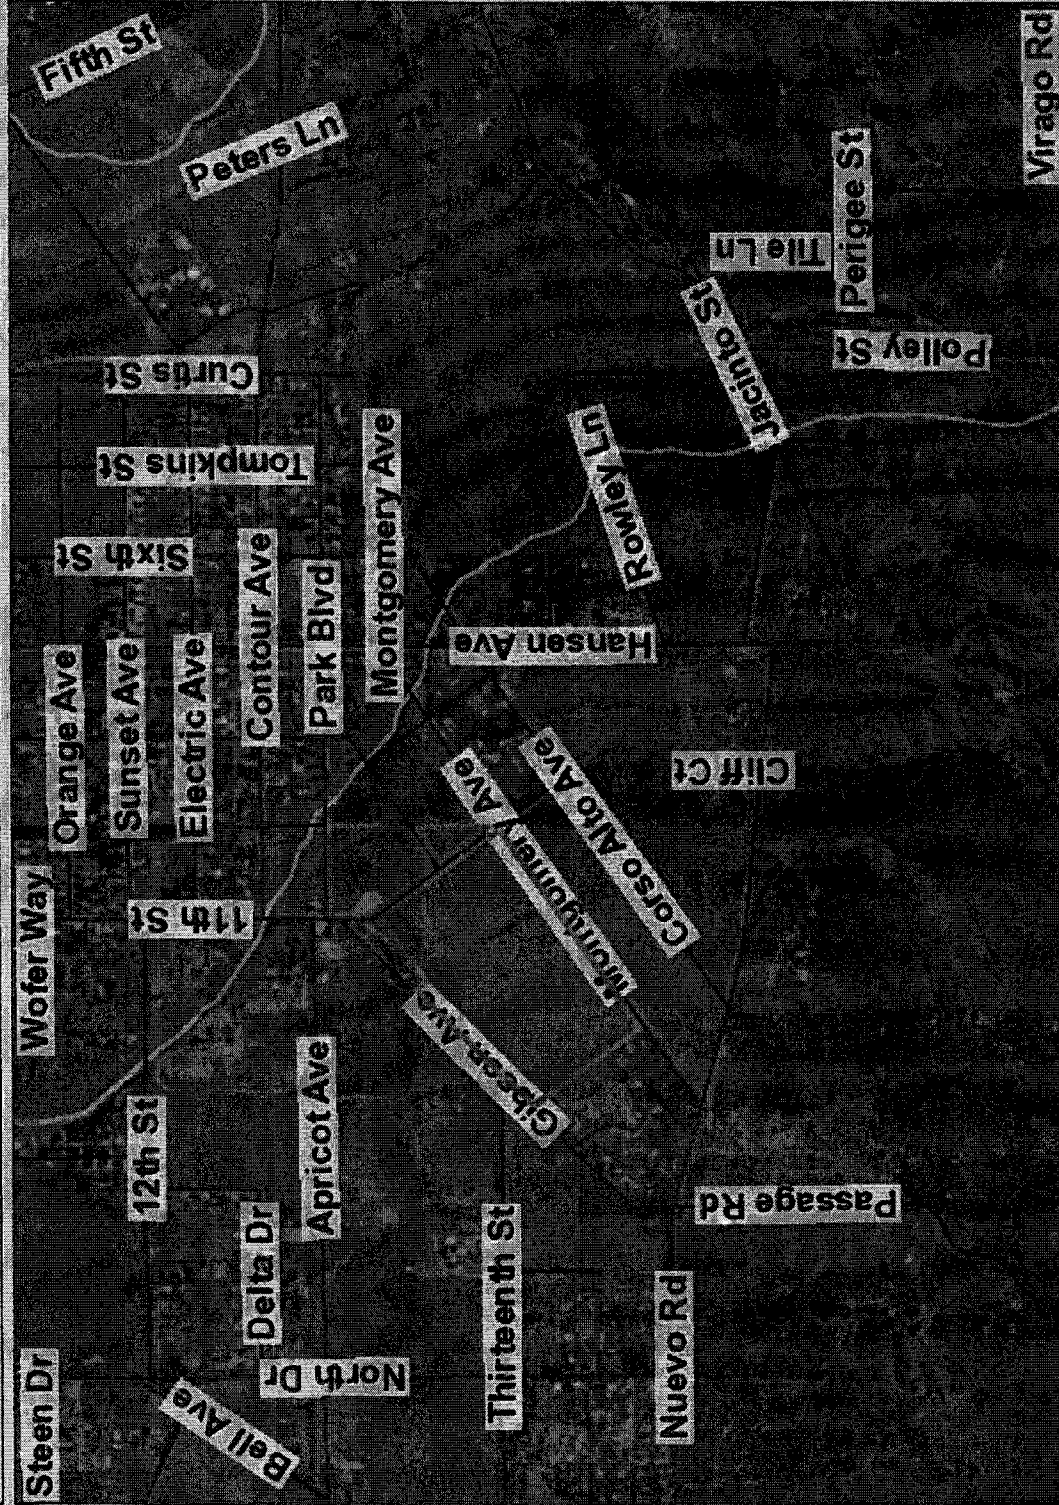 Fifth St
Peters Ln
Virago Rd
Perigee St
Tile Ln
Jacinto St
Polley St
Curtis St
Tompkins St
Montgomery Ave
Rowley Ln
Sixth St
Contour Ave
Park Blvd
Hansen Ave
Orange Ave
Sunset Ave
Electric Ave
Montgomery Ave
Corso Alto Ave
Cliff Ct
Wofer Way
11th St
Gibson Ave
12th St
Apricot Ave
Passage Rd
Delta Dr
Thirteenth St
Nuevo Rd
Steen Dr
North Dr
Bell Ave